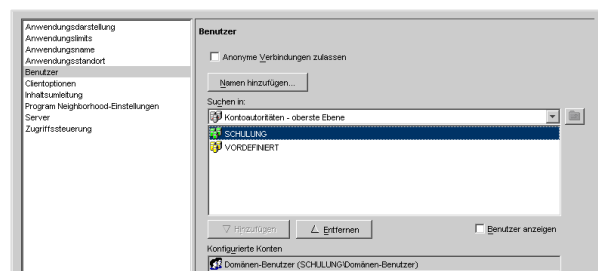 Anwendungsdarstellung
Anwendungslimits
Anwendungsname
Anwendungsstandort
Benutzer
Clientoptionen
Inhaltsumleitung
Program Neighborhood-Einstellungen
Server
Zugriffssteuerung
Benutzer
Anonyme Verbindungen zulassen
Namen hinzufügen...
Suchen in:
Kontoautoritäten - oberste Ebene
SCHULUNG
VORDEFINIERT
Hinzufügen
Entfernen
Benutzer anzeigen
Konfigurierte Konten
Domänen-Benutzer (SCHULUNG\Domänen-Benutzer)